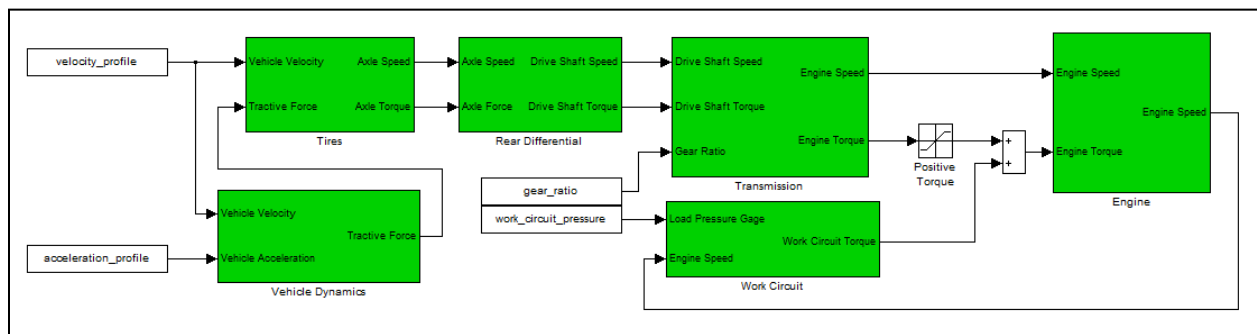 velocity_profile
Vehicle Velocity
Axle Speed
Tractive Force
Axle Torque
Tires
Axle Speed
Drive Shaft Speed
Axle Force
Drive Shaft Torque
Rear Differential
Drive Shaft Speed
Engine Speed
Drive Shaft Torque
Engine Torque
Gear Ratio
Transmission
Positive
Torque
+
+
Engine Speed
Engine Speed
Engine Torque
Engine
gear_ratio
work_circuit_pressure
Load Pressure Gage
Work Circuit Torque
Engine Speed
Work Circuit
Vehicle Velocity
Tractive Force
acceleration_profile
Vehicle Acceleration
Vehicle Dynamics